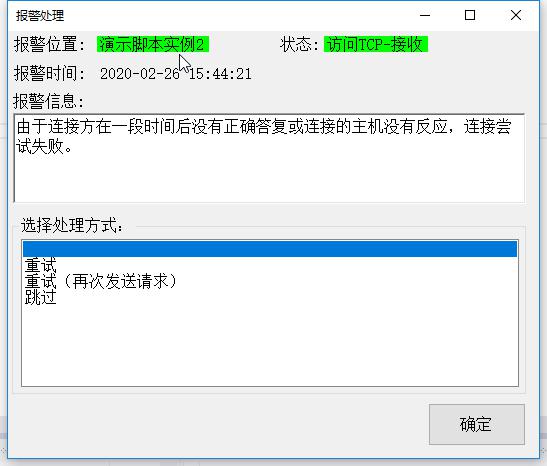 报警处理
报警位置: 演示脚本实例2 状态: 访问TCP-接收
报警时间: 2020-02-26 15:44:21
报警信息:
由于连接方在一段时间后没有正确答复或连接的主机没有反应，连接尝
试失败。
选择处理方式:
重试
重试（再次发送请求）
跳过
确定